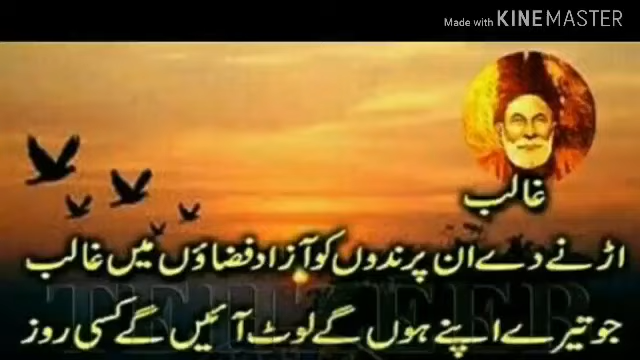 Made with KINEMASTER
غالب
اڑنے دے ان پرندوں کو آزاد فضاؤں میں غالب
جو تیرے اپنے ہوں گے لوٹ آئیں گے کسی روز